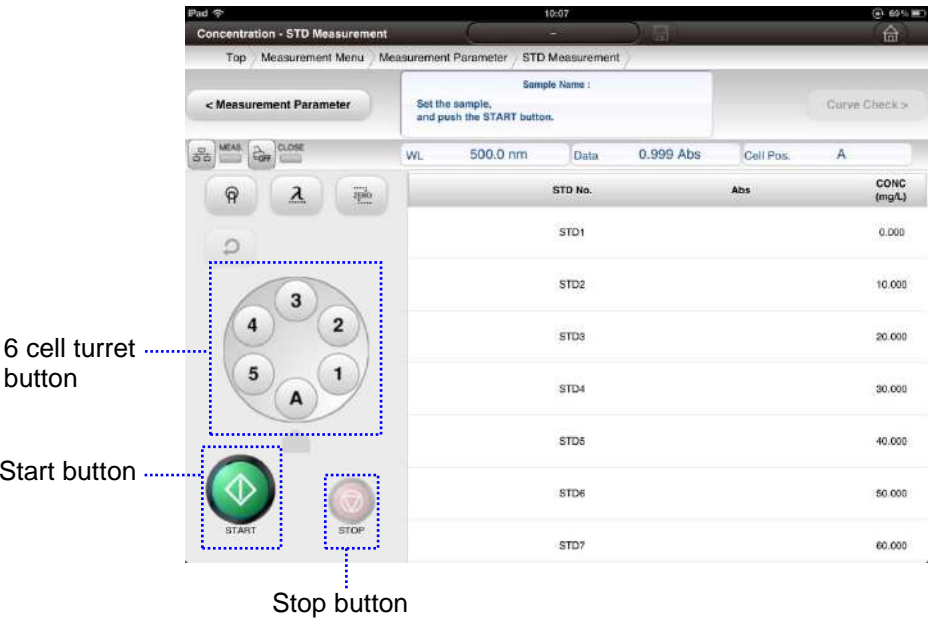 iPad 10:07 69%
Concentration - STD Measurement –
Top Measurement Menu Measurement Parameter STD Measurement
Sample Name :
< Measurement Parameter
Set the sample,
and push the START button.
Curve Check >
MEAS. OFF CLOSE
WL 500.0 nm Data 0.999 Abs Cell Pos. A
λ ZERO
STD No. Abs CONC
(mg/L)
STD1 0.000
STD2 10.000
STD3 20.000
STD4 30.000
STD5 40.000
STD6 50.000
STD7 60.000
3
4 2
5 1
A
START STOP
6 cell turret
button
Start button
Stop button